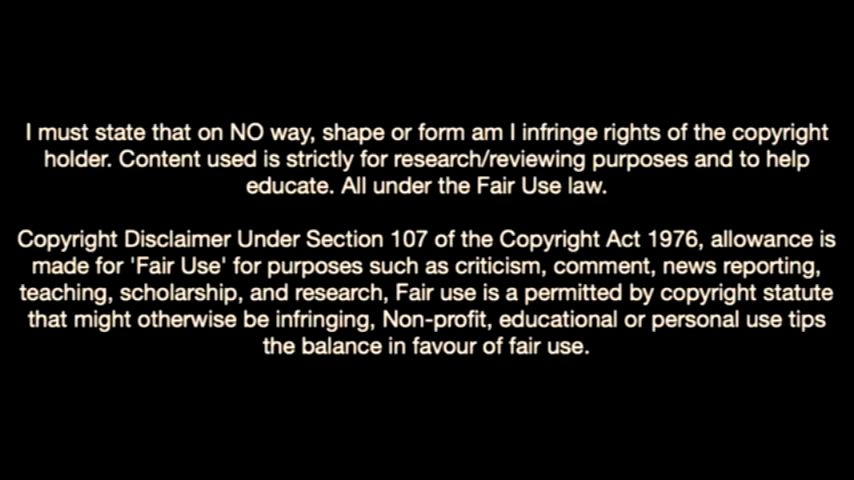 I must state that on NO way, shape or form am I infringe rights of the copyright
holder. Content used is strictly for research/reviewing purposes and to help
educate. All under the Fair Use law.
Copyright Disclaimer Under Section 107 of the Copyright Act 1976, allowance is
made for 'Fair Use' for purposes such as criticism, comment, news reporting,
teaching, scholarship, and research, Fair use is a permitted by copyright statute
that might otherwise be infringing, Non-profit, educational or personal use tips
the balance in favour of fair use.